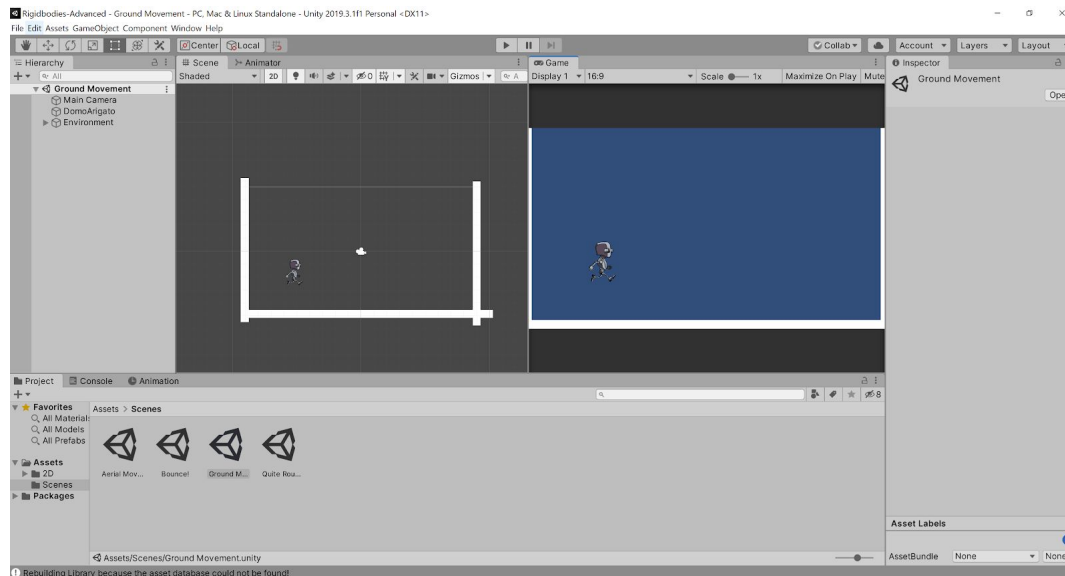 Rigidbodies-Advanced - Ground Movement - PC, Mac & Linux Standalone - Unity 2019.3.1f1 Personal <DX11>
File Edit Assets GameObject Component Window Help
Center Local Collab Account Layers Layout
Hierarchy Scene Animator Game Inspector
All Shaded 2D 0 Gizmos A Display 1 16:9 Scale 1x Maximize On Play Mute Ground Movement
Ground Movement
Ope
Main Camera
DomoArigato
Environment
Project Console Animation
8
Favorites Assets > Scenes
All Material
All Models
All Prefabs
Assets
2D Aerial Mov... Bounce! Ground M... Quite Rou...
Scenes
Packages
Asset Labels
Assets/Scenes/Ground Movement.unity AssetBundle None None
Rebuilding Library because the asset database could not be found!